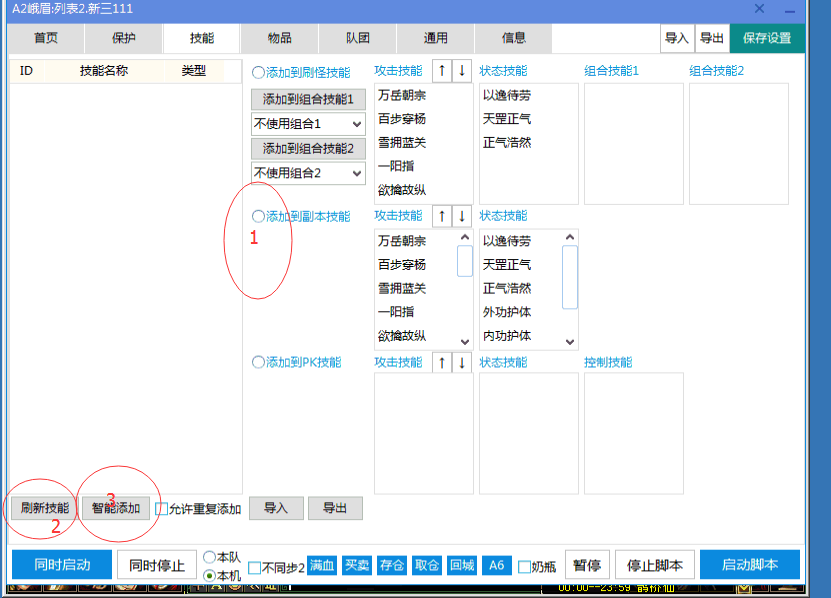 A2峨眉:列表2.新三111
首页 保护 技能 物品 队团 通用 信息 导入 导出 保存设置
ID 技能名称 类型
添加到刷怪技能 攻击技能 ↑ ↓ 状态技能 组合技能1 组合技能2
添加到组合技能1
不使用组合1
添加到组合技能2
不使用组合2
万岳朝宗
百步穿杨
雪拥蓝关
一阳指
欲擒故纵
以逸待劳
天罡正气
正气浩然
添加到副本技能 攻击技能 ↑ ↓ 状态技能
1
万岳朝宗
百步穿杨
雪拥蓝关
一阳指
欲擒故纵
以逸待劳
天罡正气
正气浩然
外功护体
内功护体
添加到PK技能 攻击技能 ↑ ↓ 状态技能 控制技能
刷新技能 智能添加 允许重复添加 导入 导出
2
3
同时启动 同时停止 本队 本机 不同步2 满血 买卖 存仓 取仓 回城 A6 奶瓶 暂停 停止脚本 启动脚本
00:00--23:59